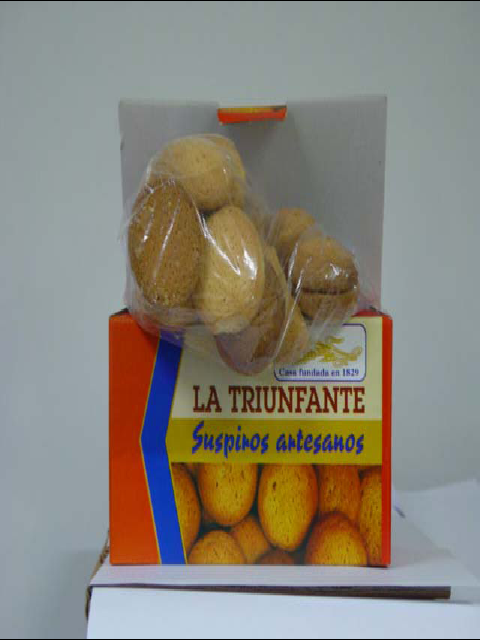 Casa fundada en 1829
LA TRIUNFANTE
Suspiros artesanos